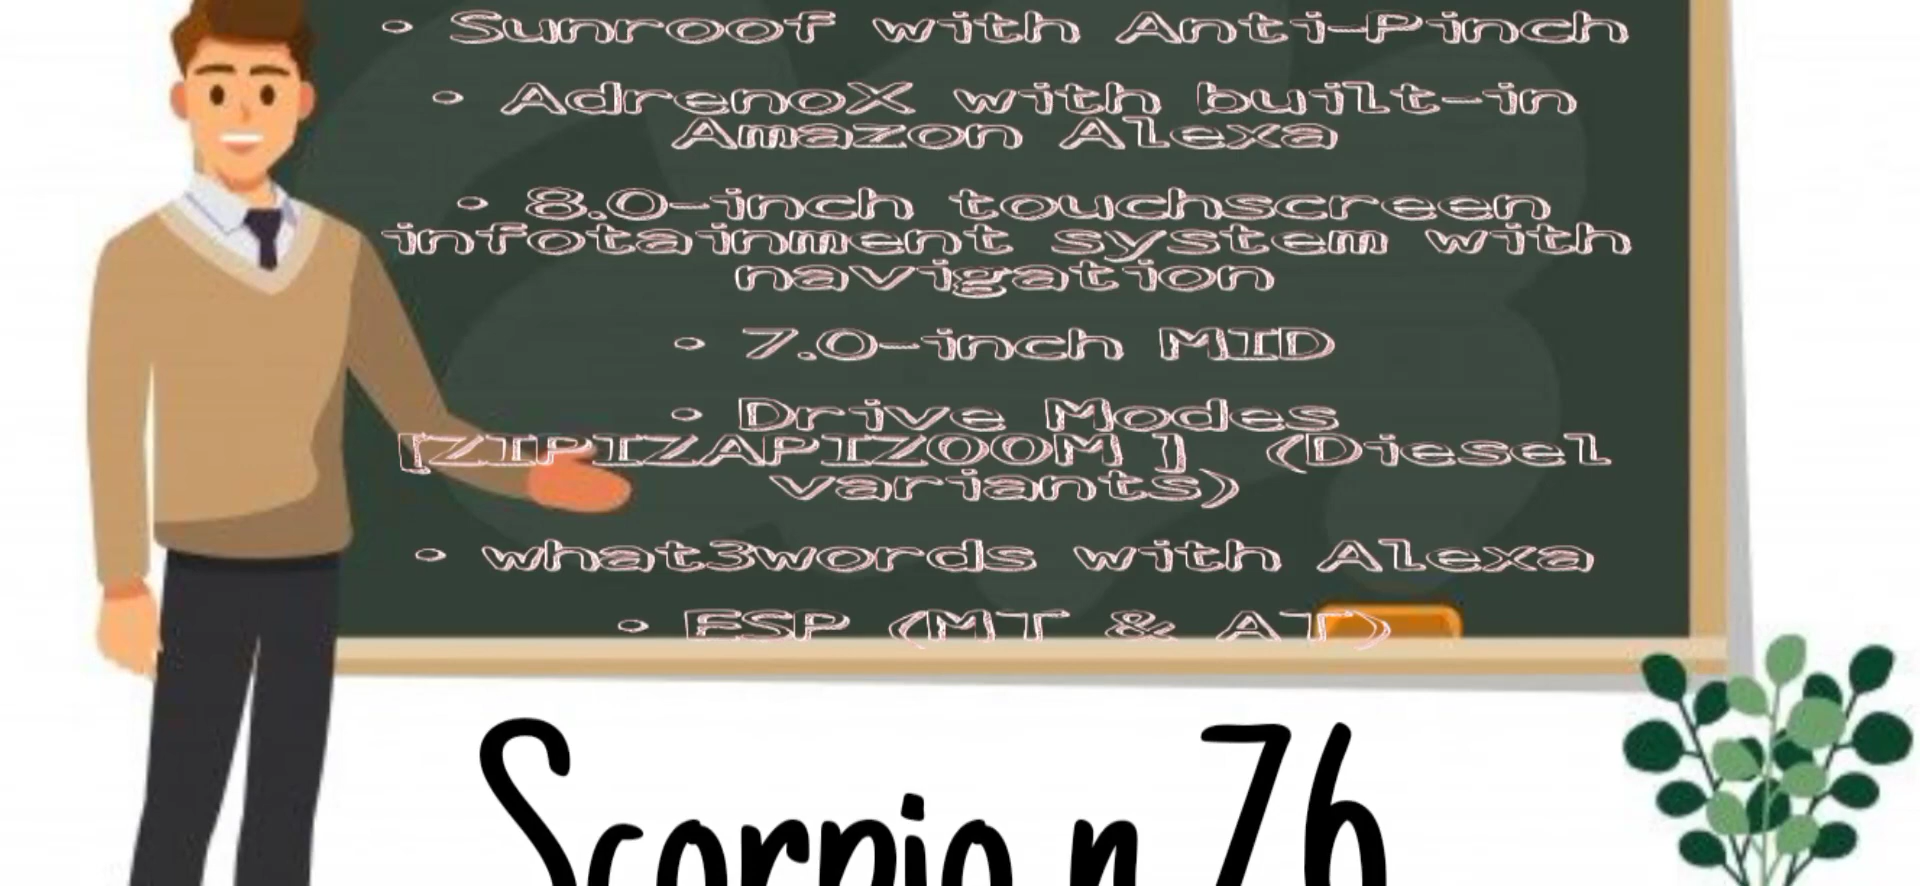 • Sunroof with Anti-Pinch
• AdrenoX with built-in
Amazon Alexa
• 8.0-inch touchscreen
infotainment system with
navigation
• 7.0-inch MID
• Drive Modes
[ZIPIZAPIZOOM ] (Diesel
variants)
• what3words with Alexa
• ESP (MT & AT)
Scorpio n Z6